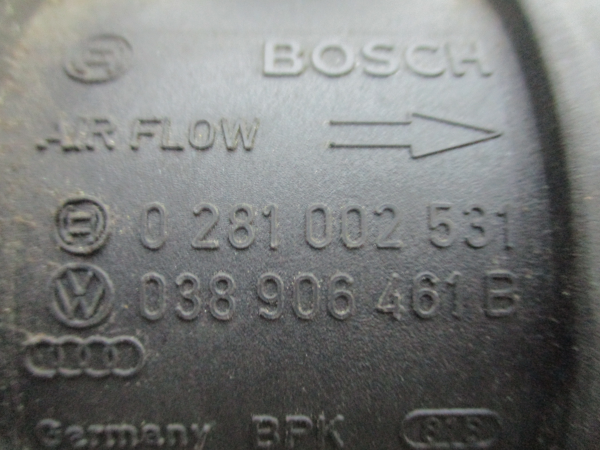 BOSCH
AIR FLOW
0 281 002 531
038 906 461 B
Germany BPK